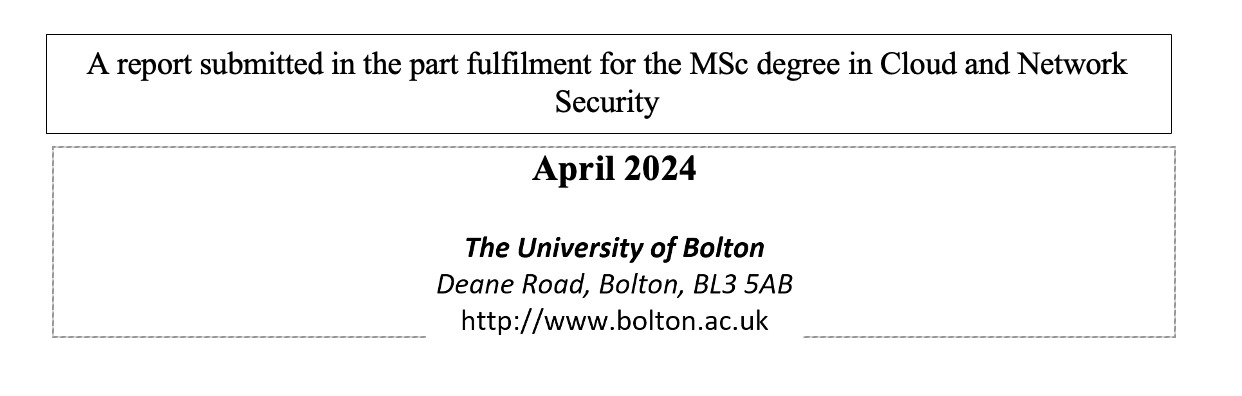 A report submitted in the part fulfilment for the MSc degree in Cloud and Network
Security
April 2024
The University of Bolton
Deane Road, Bolton, BL3 5AB
http://www.bolton.ac.uk